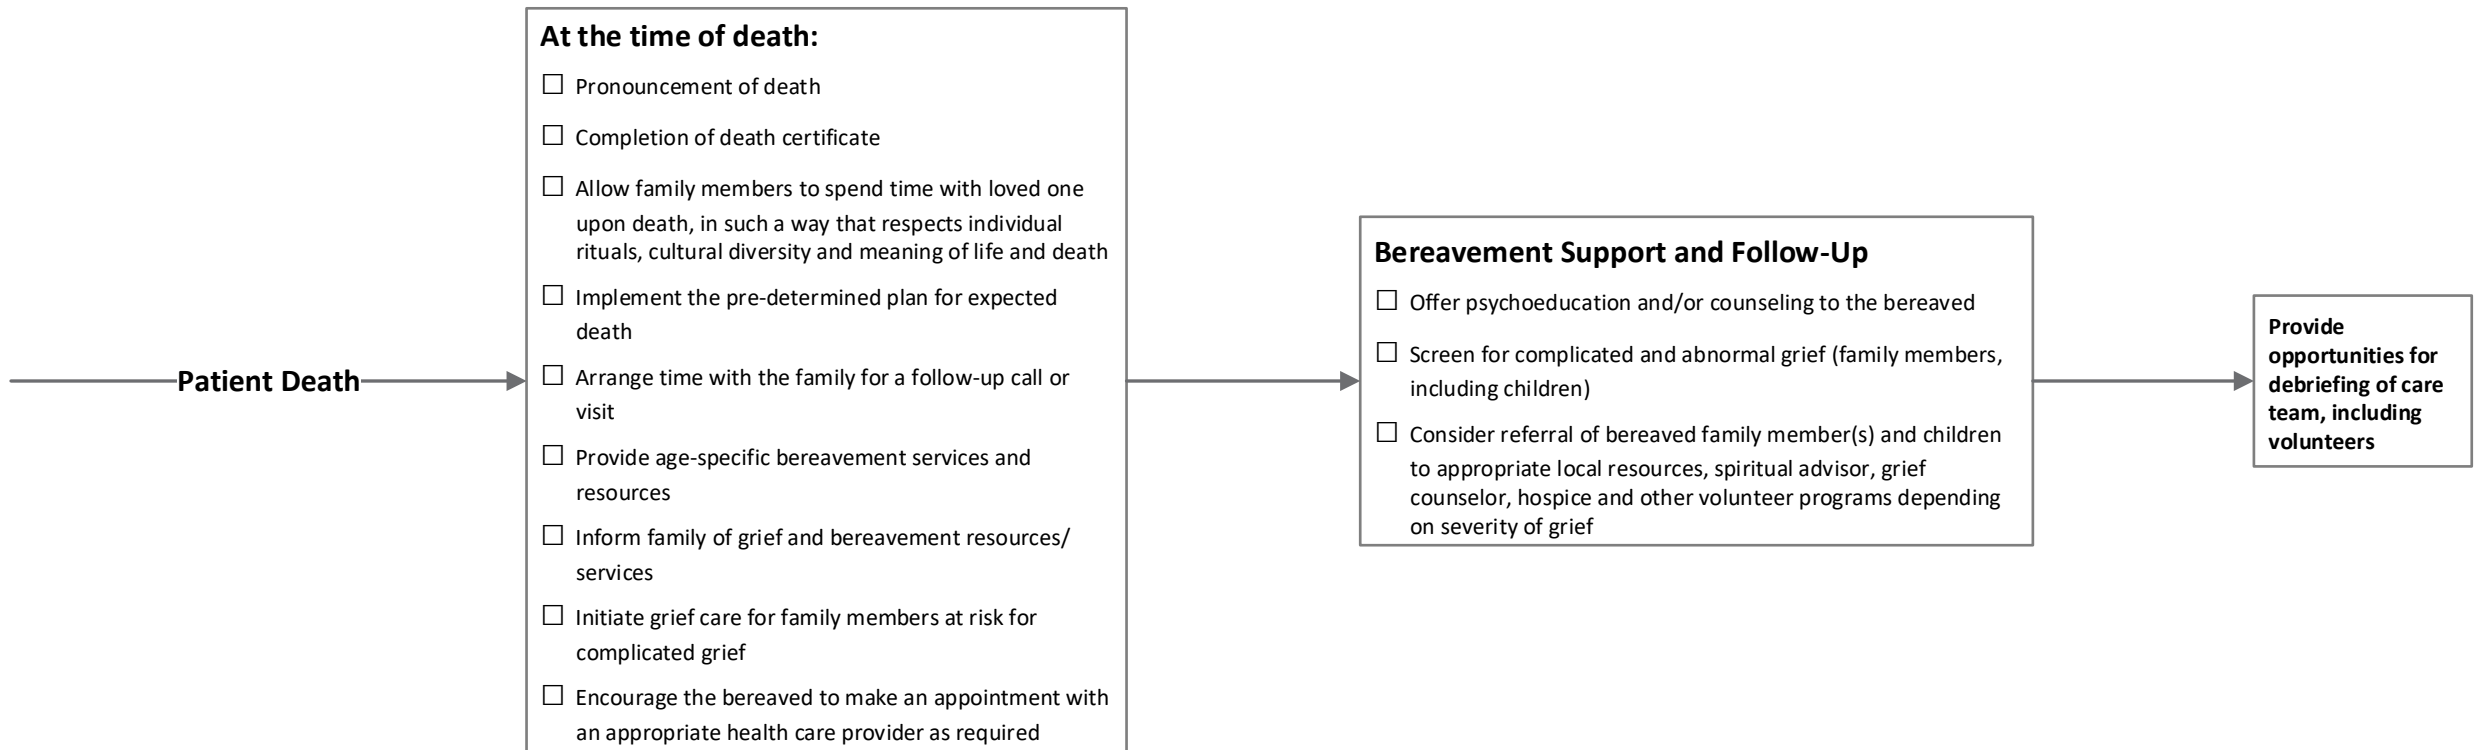 Patient Death
At the time of death:
☐ Pronouncement of death
☐ Completion of death certificate
☐ Allow family members to spend time with loved one
upon death, in such a way that respects individual
rituals, cultural diversity and meaning of life and death
☐ Implement the pre-determined plan for expected
death
☐ Arrange time with the family for a follow-up call or
visit
☐ Provide age-specific bereavement services and
resources
☐ Inform family of grief and bereavement resources/
services
☐ Initiate grief care for family members at risk for
complicated grief
☐ Encourage the bereaved to make an appointment with
an appropriate health care provider as required
Bereavement Support and Follow-Up
☐ Offer psychoeducation and/or counseling to the bereaved
☐ Screen for complicated and abnormal grief (family members,
including children)
☐ Consider referral of bereaved family member(s) and children
to appropriate local resources, spiritual advisor, grief
counselor, hospice and other volunteer programs depending
on severity of grief
Provide
opportunities for
debriefing of care
team, including
volunteers